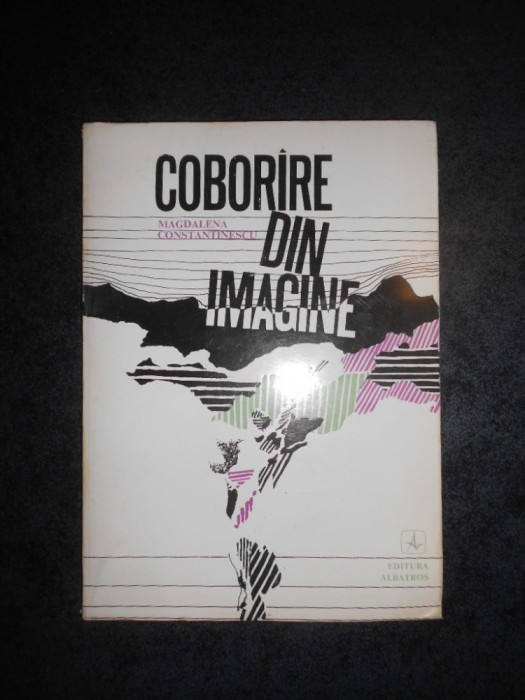 COBORÎRE
MAGDALENA
CONSTANTINESCU
DIN
IMAGINE
EDITURA
ALBATROS